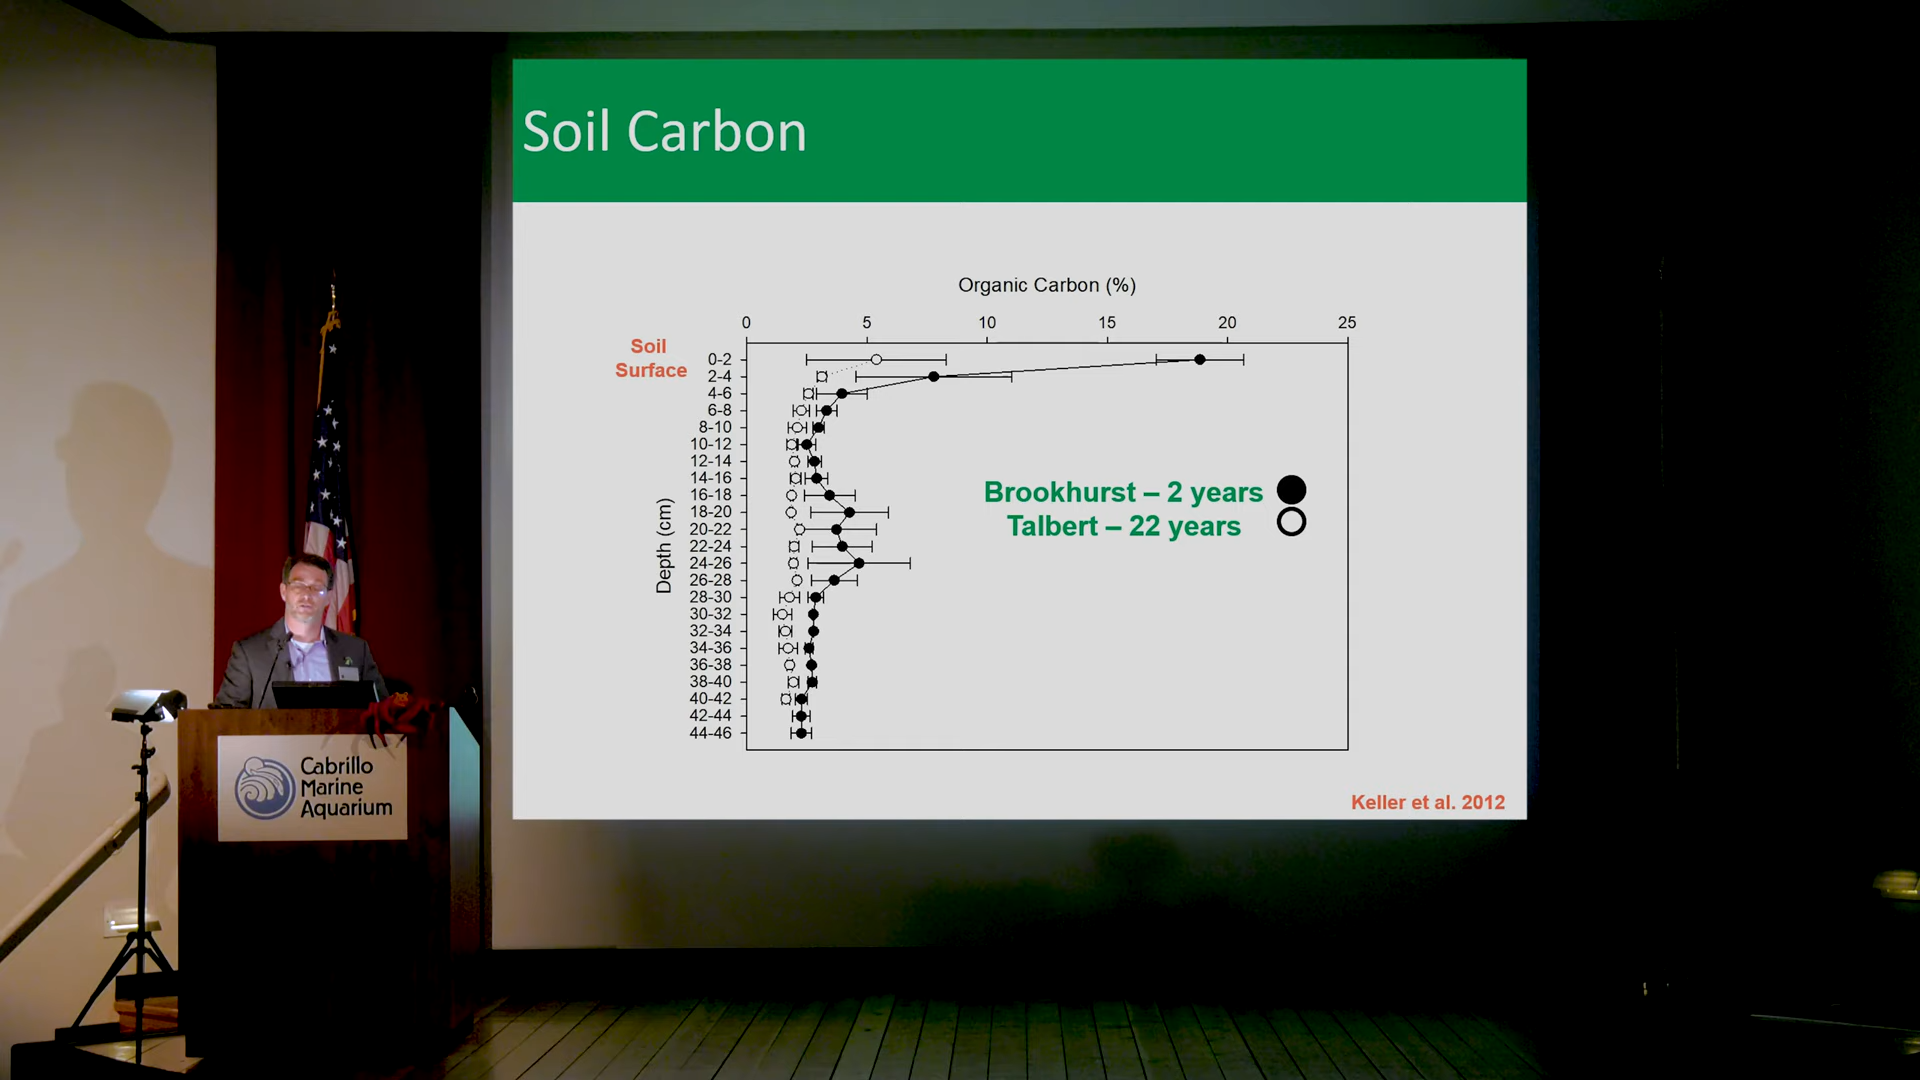 Soil Carbon
Organic Carbon (%)
0 5 10 15 20 25
Soil
Surface
Depth (cm)
0-2
2-4
4-6
6-8
8-10
10-12
12-14
14-16
16-18
18-20
20-22
22-24
24-26
26-28
28-30
30-32
32-34
34-36
36-38
38-40
40-42
42-44
44-46
Brookhurst – 2 years
Talbert – 22 years
Keller et al. 2012
Cabrillo
Marine
Aquarium